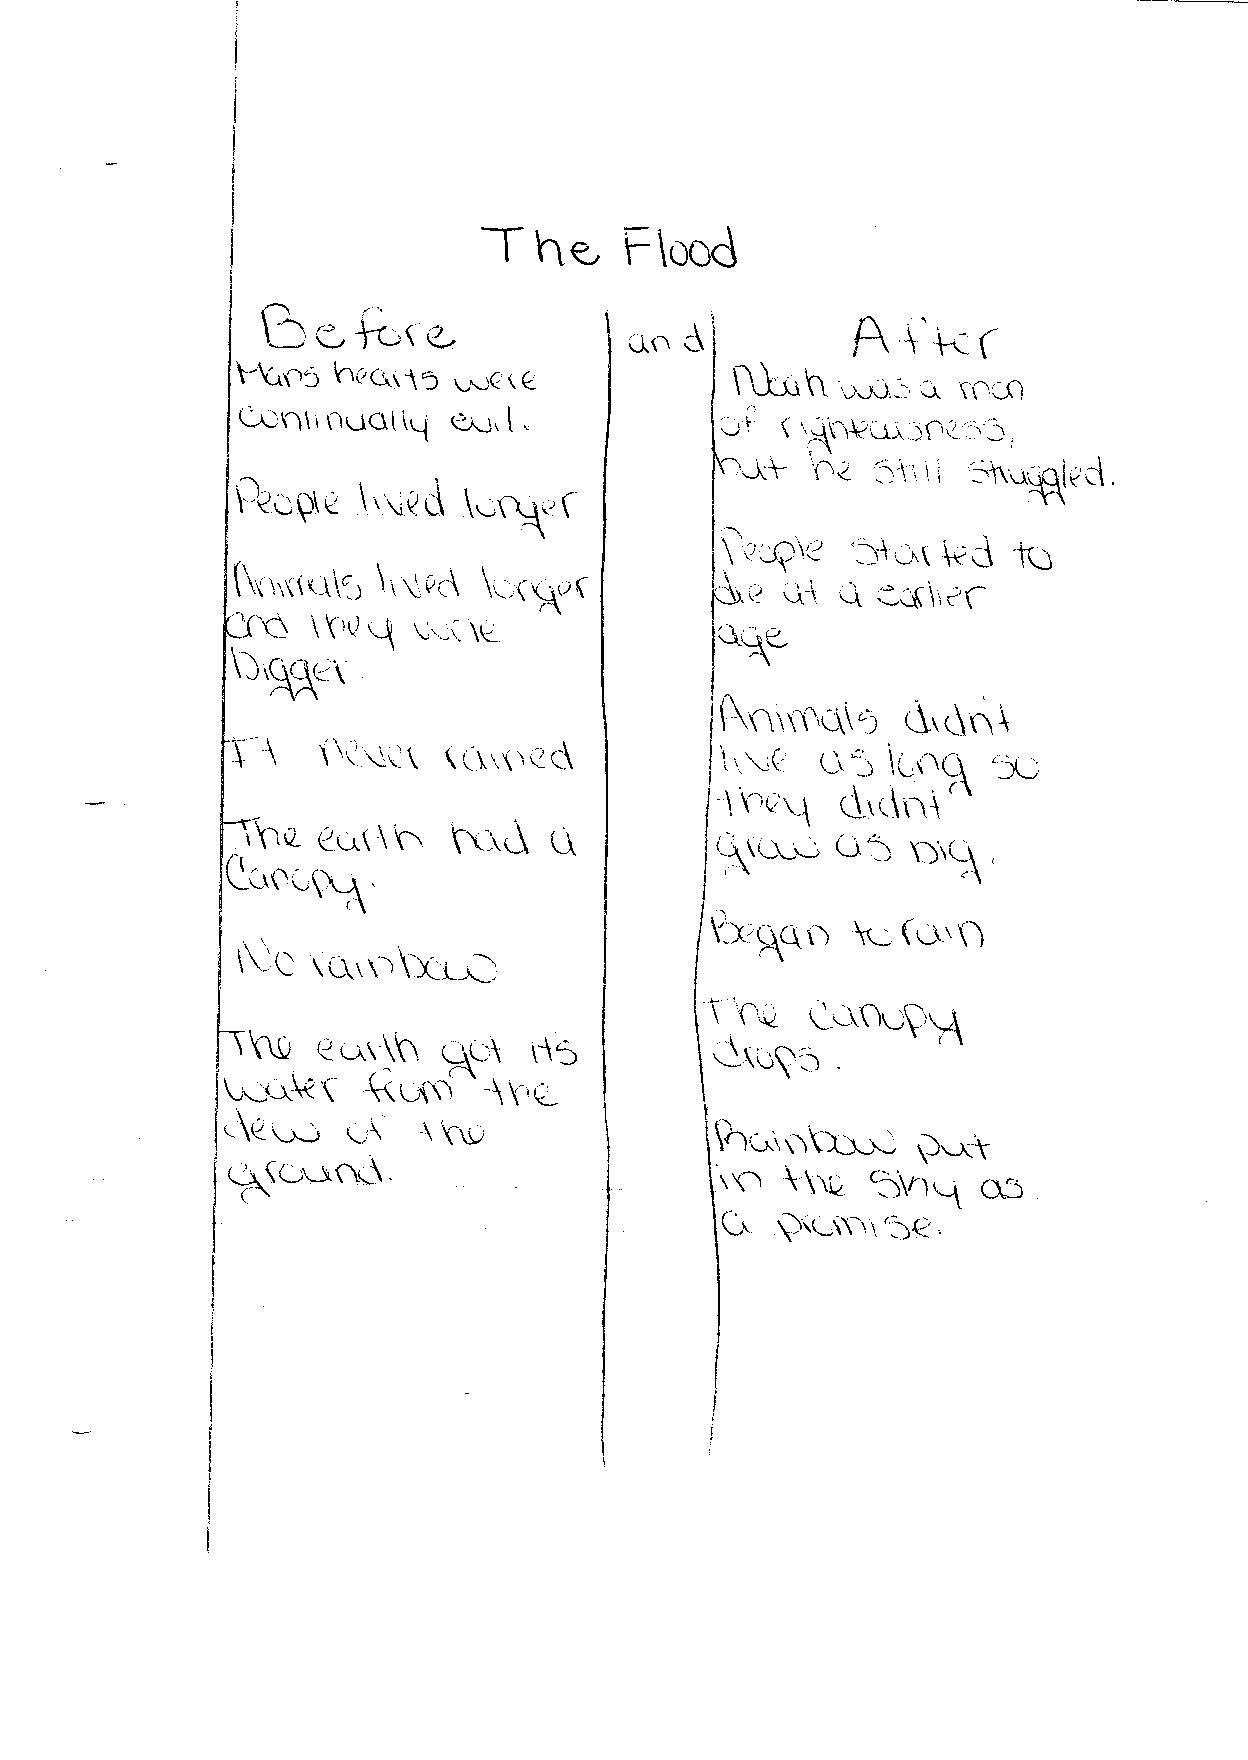 The Flood
Before and After
Mans hearts were
continually evil.
People lived longer
Animals lived longer
and they were
bigger.
It never rained
The earth had a
Canopy.
No rainbow
The earth got its
water from the
dew of the
ground.
Noah was a man
of righteousness,
but he still struggled.
People started to
die at a earlier
age
Animals didn't
live as long so
they didnt
grow as big.
Began to rain
The canopy
drops.
Rainbow put
in the sky as
a promise.